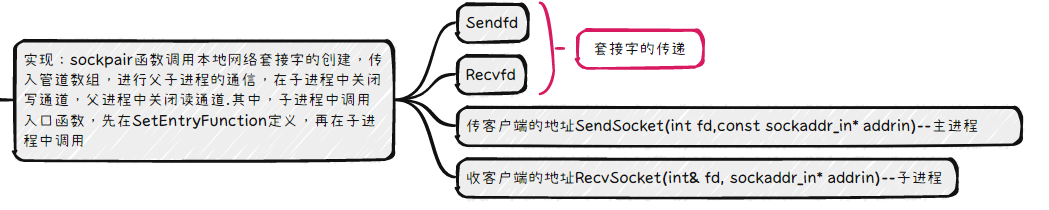 实现：sockpair函数调用本地网络套接字的创建，传
入管道数组，进行父子进程的通信，在子进程中关闭
写通道，父进程中关闭读通道.其中，子进程中调用
入口函数，先在SetEntryFunction定义，再在子进
程中调用
Sendfd
Recvfd
套接字的传递
传客户端的地址SendSocket(int fd,const sockaddr_in* addrin)--主进程
收客户端的地址RecvSocket(int& fd, sockaddr_in* addrin)--子进程